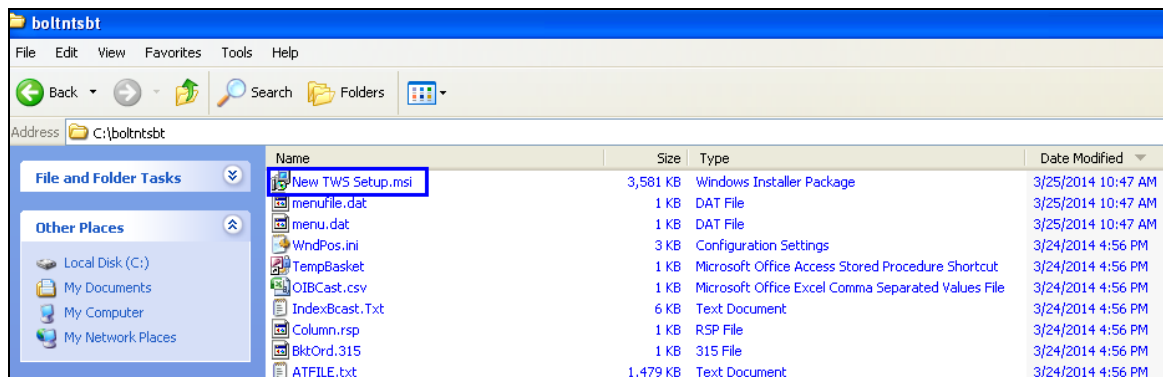 boltntsbt
File Edit View Favorites Tools Help
Back Search Folders
Address C:\boltntsbt
File and Folder Tasks
Other Places
Local Disk (C:)
My Documents
My Computer
My Network Places
Name Size Type Date Modified
New TWS Setup.msi 3,581 KB Windows Installer Package 3/25/2014 10:47 AM
menufile.dat 1 KB DAT File 3/25/2014 10:47 AM
menu.dat 1 KB DAT File 3/25/2014 10:47 AM
WndPos.ini 3 KB Configuration Settings 3/24/2014 4:56 PM
TempBasket 1 KB Microsoft Office Access Stored Procedure Shortcut 3/24/2014 4:56 PM
OIBCast.csv 1 KB Microsoft Office Excel Comma Separated Values File 3/24/2014 4:56 PM
IndexBcast.Txt 6 KB Text Document 3/24/2014 4:56 PM
Column.rsp 1 KB RSP File 3/24/2014 4:56 PM
BktOrd.315 1 KB 315 File 3/24/2014 4:56 PM
ATFILE.txt 1,479 KB Text Document 3/24/2014 4:56 PM